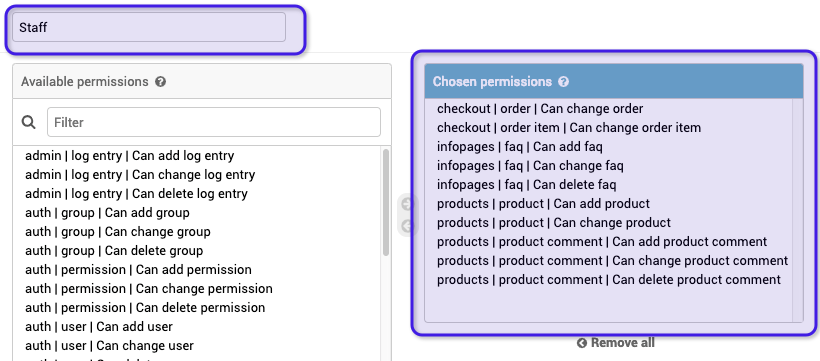 Staff
Available permissions
Filter
admin | log entry | Can add log entry
admin | log entry | Can change log entry
admin | log entry | Can delete log entry
auth | group | Can add group
auth | group | Can change group
auth | group | Can delete group
auth | permission | Can add permission
auth | permission | Can change permission
auth | permission | Can delete permission
auth | user | Can add user
auth | user | Can change user
Chosen permissions
checkout | order | Can change order
checkout | order item | Can change order item
infopages | faq | Can add faq
infopages | faq | Can change faq
infopages | faq | Can delete faq
products | product | Can add product
products | product | Can change product
products | product comment | Can add product comment
products | product comment | Can change product comment
products | product comment | Can delete product comment
Remove all